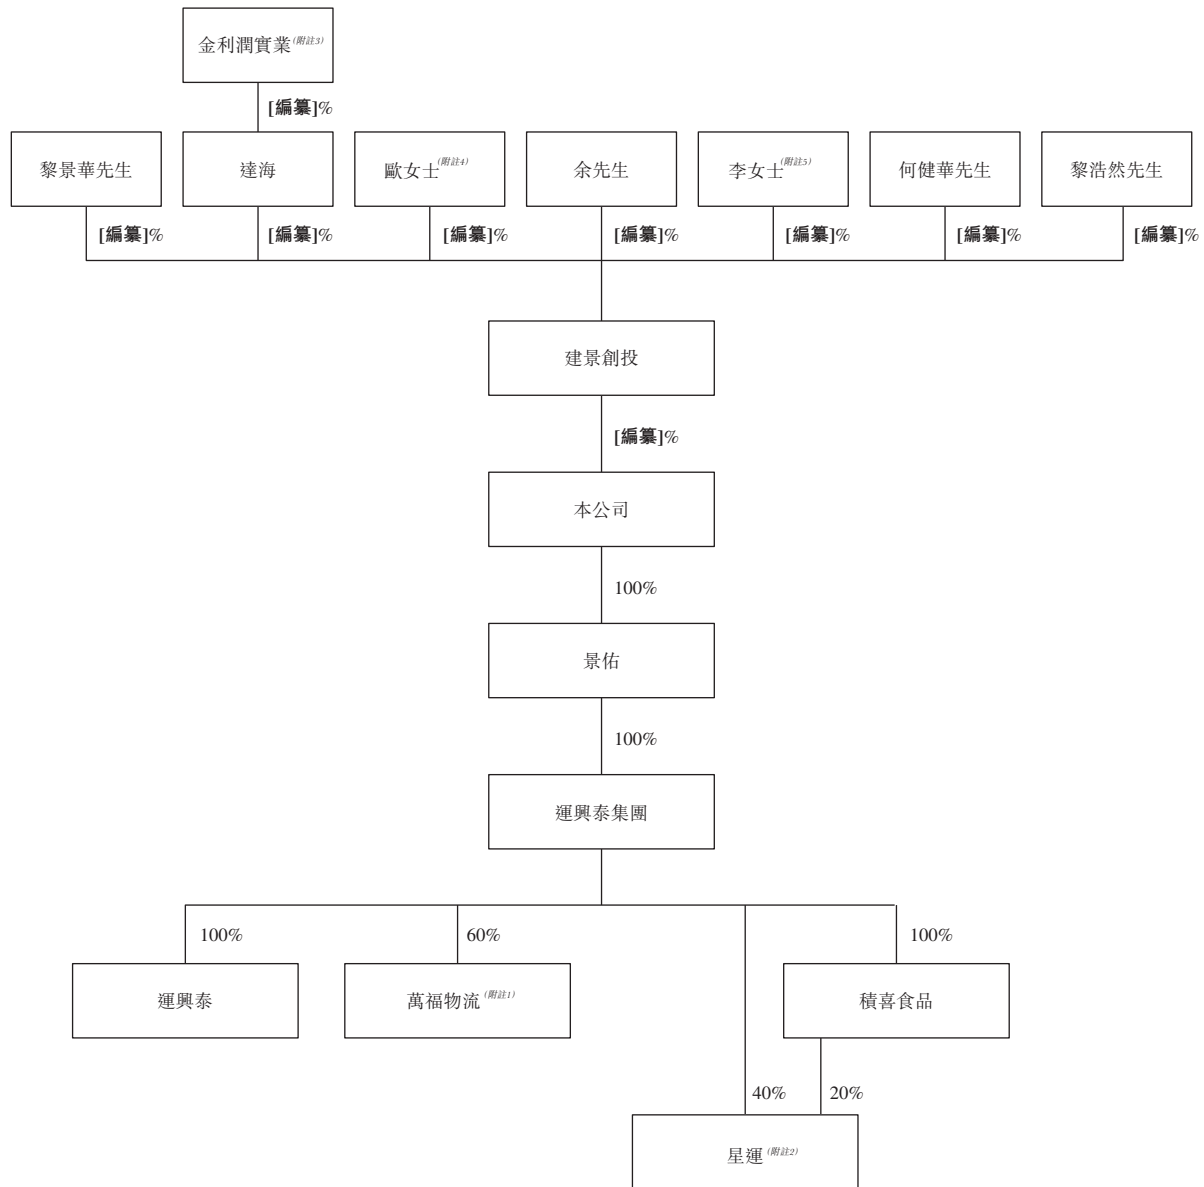 金利潤實業(附註3)
[編纂]%
黎景華先生
達海
歐女士(附註4)
余先生
李女士(附註5)
何健華先生
黎浩然先生
[編纂]%
[編纂]%
[編纂]%
[編纂]%
[編纂]%
[編纂]%
[編纂]%
建景創投
[編纂]%
本公司
100%
景佑
100%
運興泰集團
100%
60%
100%
運興泰
萬福物流(附註1)
積喜食品
40%
20%
星運(附註2)